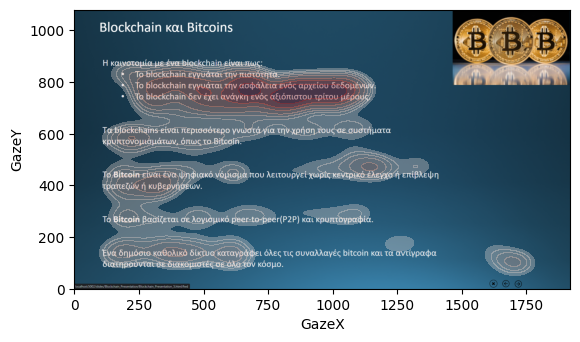 Blockchain και Bitcoins
Η καινοτομία με ένα blockchain είναι πως:
• Το blockchain εγγυάται την πιστότητα.
• Το blockchain εγγυάται την ασφάλεια ενός αρχείου δεδομένων.
• Το blockchain δεν έχει ανάγκη ενός αξιόπιστου τρίτου μέρους.
Τα blockchains είναι περισσότερο γνωστά για την χρήση τους σε συστήματα
κρυπτονομισμάτων, όπως το Bitcoin.
Το Bitcoin είναι ένα ψηφιακό νόμισμα που λειτουργεί χωρίς κεντρικό έλεγχο ή επίβλεψη
τραπεζών ή κυβερνήσεων.
Το Bitcoin βασίζεται σε λογισμικό peer-to-peer(P2P) και κρυπτογραφία.
Ένα δημόσιο καθολικό δίκτυο καταγράφει όλες τις συναλλαγές bitcoin και τα αντίγραφα
διατηρούνται σε διακομιστές σε όλο τον κόσμο.
GazeY
1000
800
600
400
200
0
0 250 500 750 1000 1250 1500 1750
GazeX